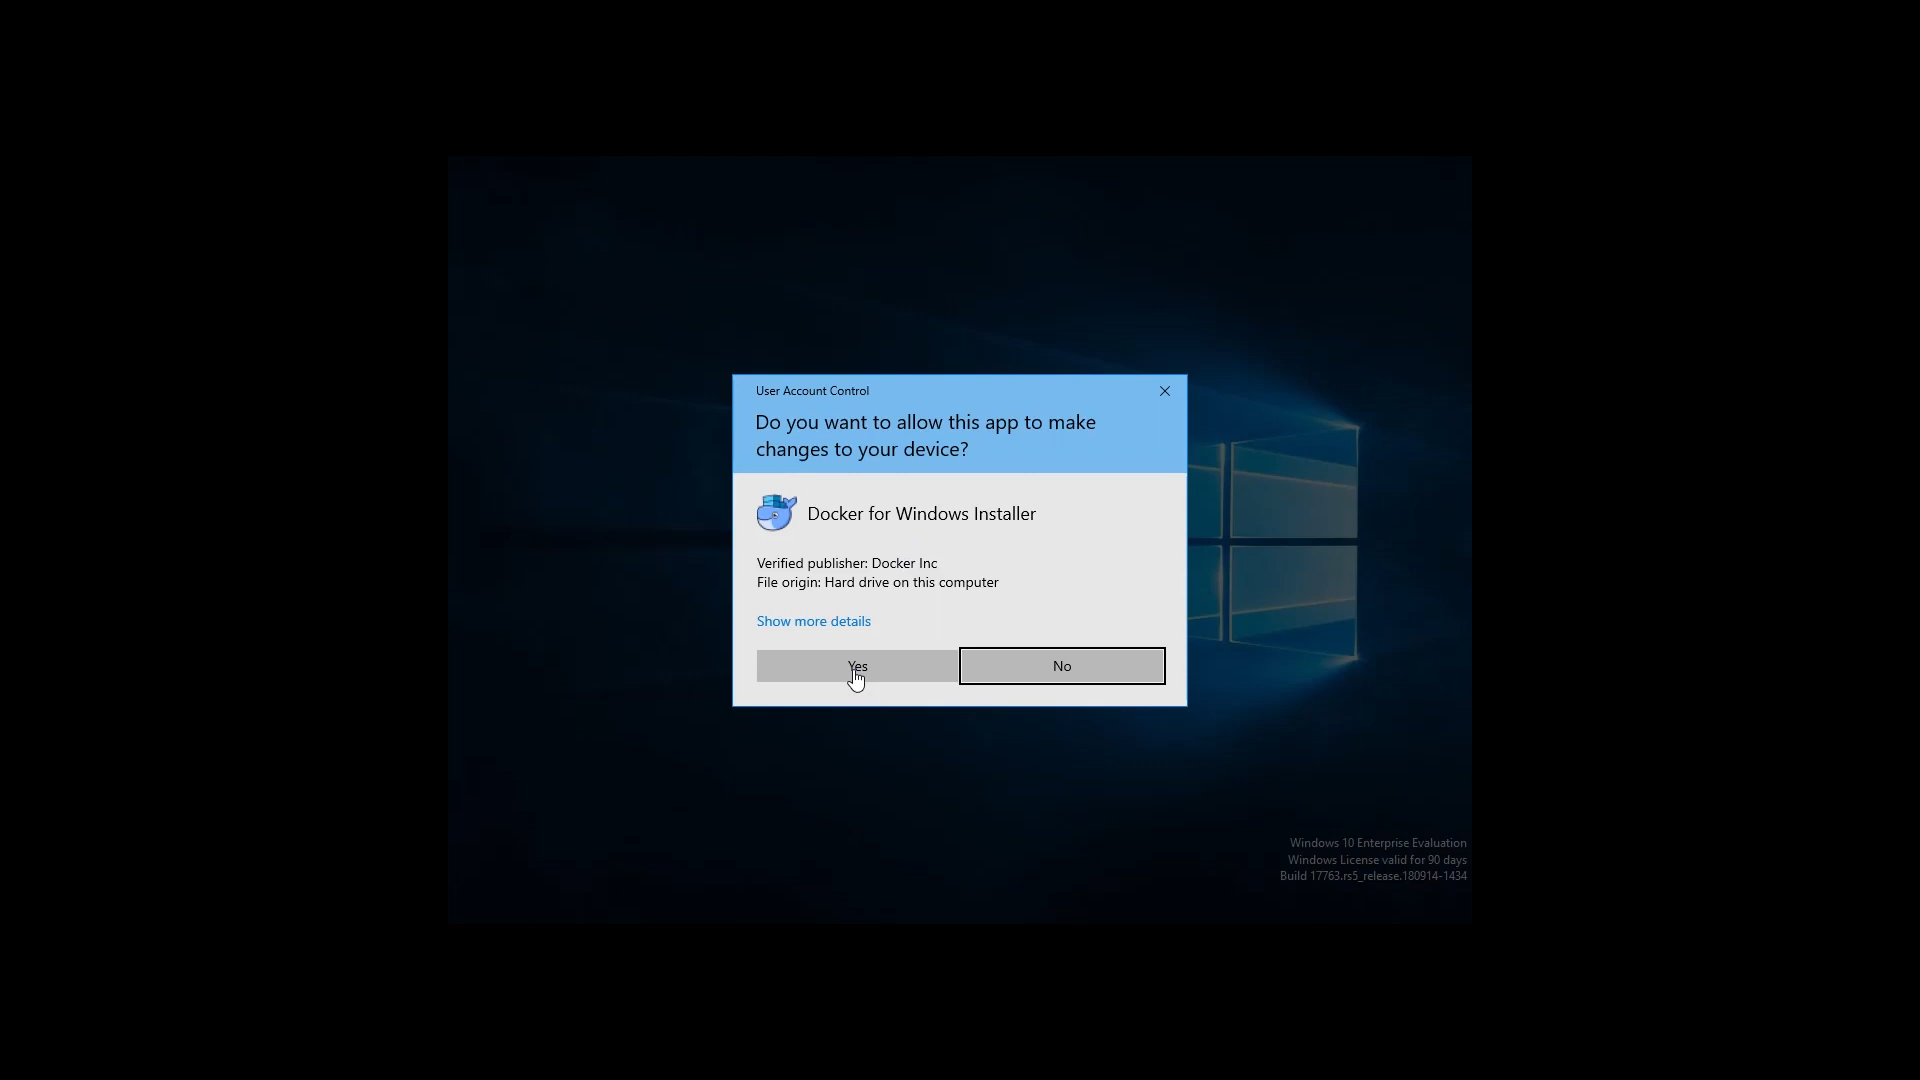 User Account Control
Do you want to allow this app to make
changes to your device?
Docker for Windows Installer
Verified publisher: Docker Inc
File origin: Hard drive on this computer
Show more details
Yes
No
Windows 10 Enterprise Evaluation
Windows License valid for 90 days
Build 17763.rs5_release.180914-1434